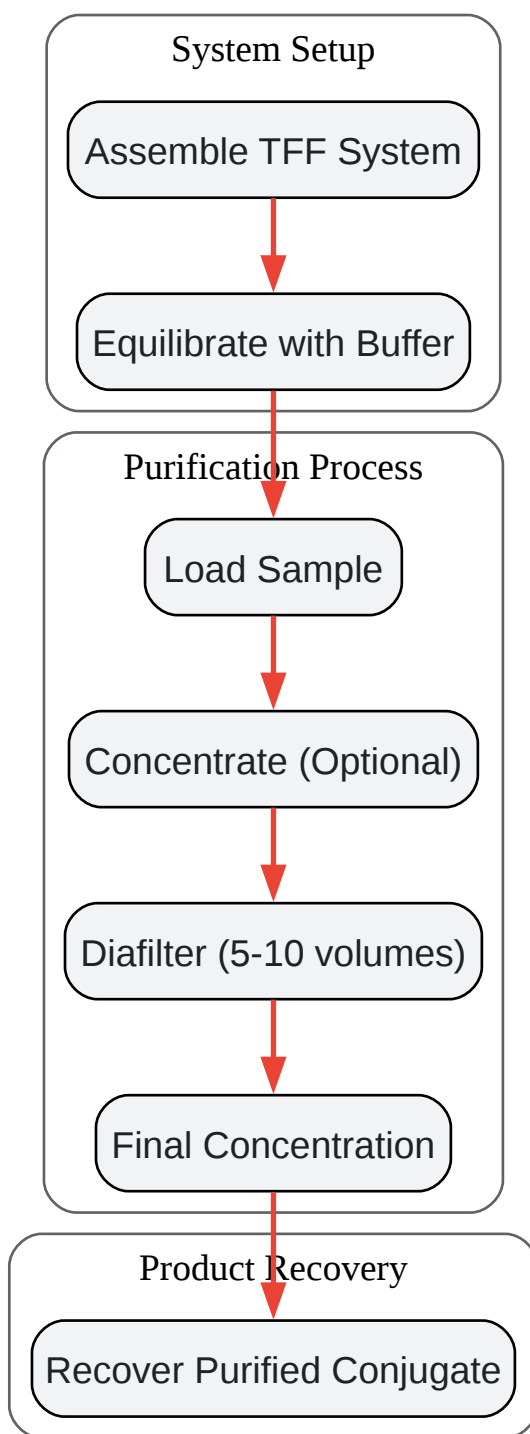 System Setup
Assemble TFF System
Equilibrate with Buffer
Purification Process
Load Sample
Concentrate (Optional)
Diafilter (5-10 volumes)
Final Concentration
Product Recovery
Recover Purified Conjugate